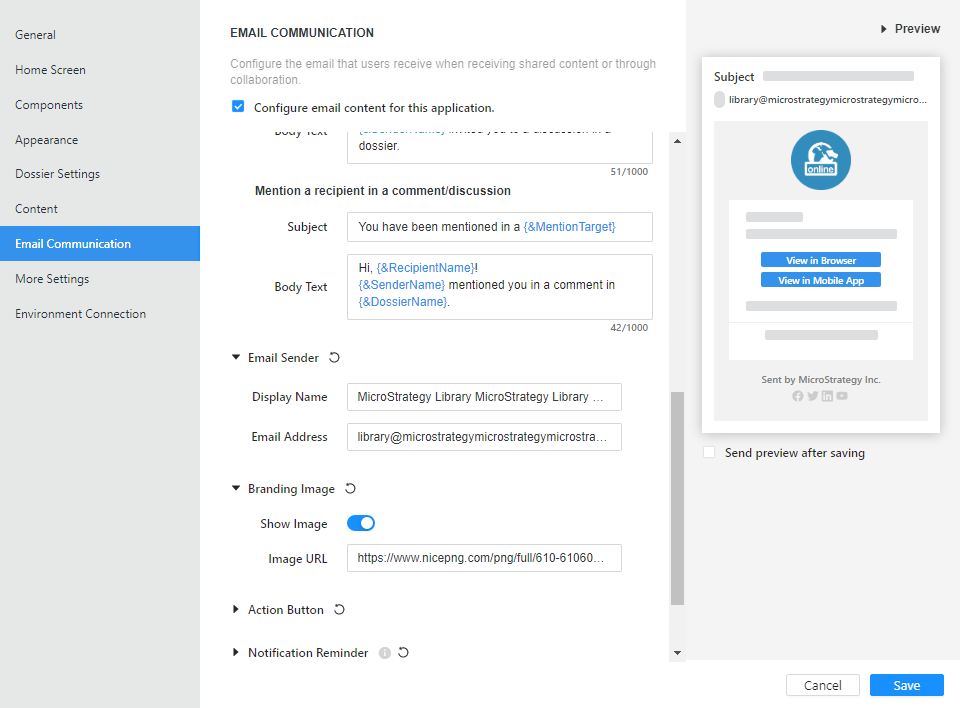 General
Home Screen
Components
Appearance
Dossier Settings
Content
Email Communication
More Settings
Environment Connection
EMAIL COMMUNICATION
Configure the email that users receive when receiving shared content or through
collaboration.
Configure email content for this application.
Body Text
{&SenderName} invited you to a discussion in a
dossier.
51/1000
Mention a recipient in a comment/discussion
Subject
You have been mentioned in a {&MentionTarget}
Body Text
Hi, {&RecipientName}!
{&SenderName} mentioned you in a comment in
{&DossierName}.
42/1000
Email Sender
Display Name
MicroStrategy Library MicroStrategy Library ...
Email Address
library@microstrategymicrostrategymicrostra...
Branding Image
Show Image
Image URL
https://www.nicepng.com/png/full/610-61060...
Action Button
Notification Reminder
Preview
Subject
library@microstrategymicrostrategymicro...
online
View in Browser
View in Mobile App
Sent by MicroStrategy Inc.
Send preview after saving
Cancel
Save